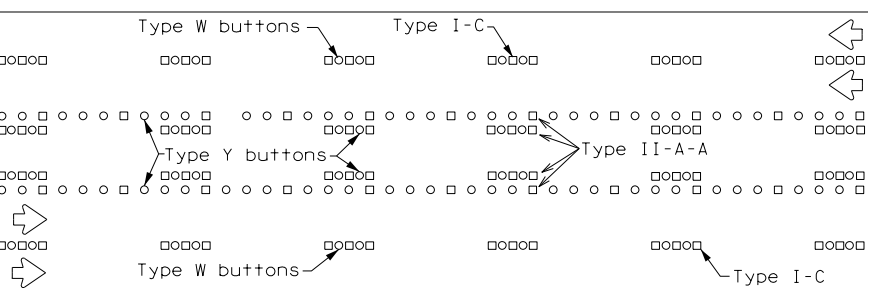 Type W buttons
Type I-C
Type Y buttons
Type II-A-A
Type W buttons
Type I-C